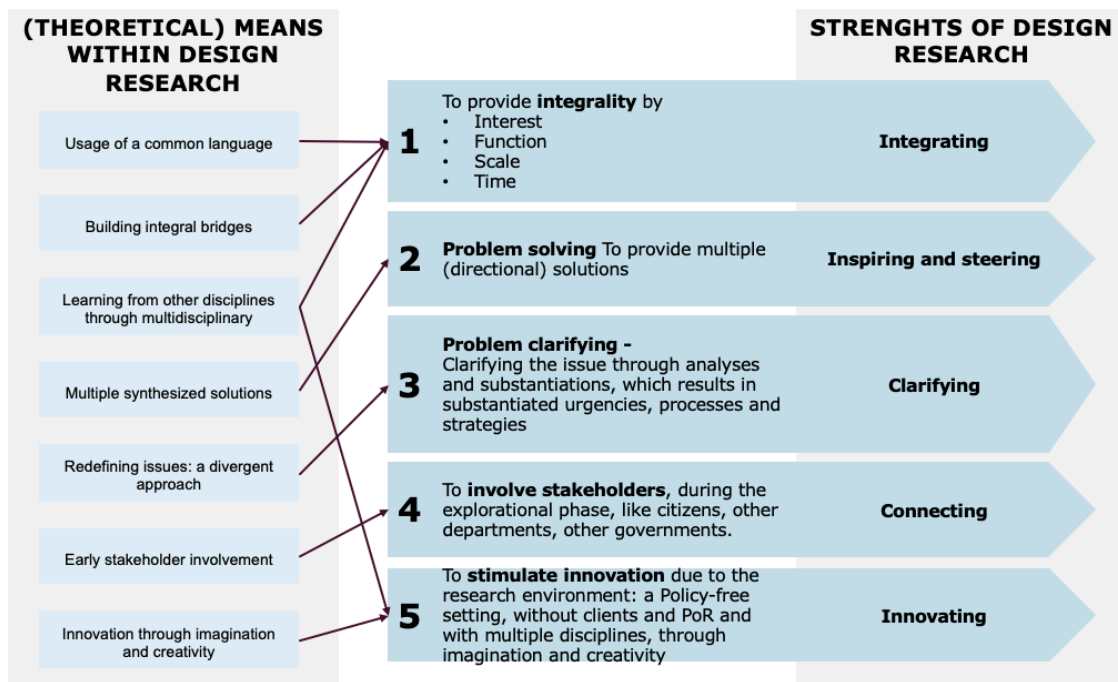 (THEORETICAL) MEANS
WITHIN DESIGN
RESEARCH
Usage of a common language
Building integral bridges
Learning from other disciplines
through multidisciplinary
Multiple synthesized solutions
Redefining issues: a divergent
approach
Early stakeholder involvement
Innovation through imagination
and creativity
1
To provide integrality by
• Interest
• Function
• Scale
• Time
2
Problem solving To provide multiple
(directional) solutions
3
Problem clarifying -
Clarifying the issue through analyses
and substantiations, which results in
substantiated urgencies, processes and
strategies
4
To involve stakeholders, during the
explorational phase, like citizens, other
departments, other governments.
5
To stimulate innovation due to the
research environment: a Policy-free
setting, without clients and PoR and
with multiple disciplines, through
imagination and creativity
STRENGHTS OF DESIGN
RESEARCH
Integrating
Inspiring and steering
Clarifying
Connecting
Innovating